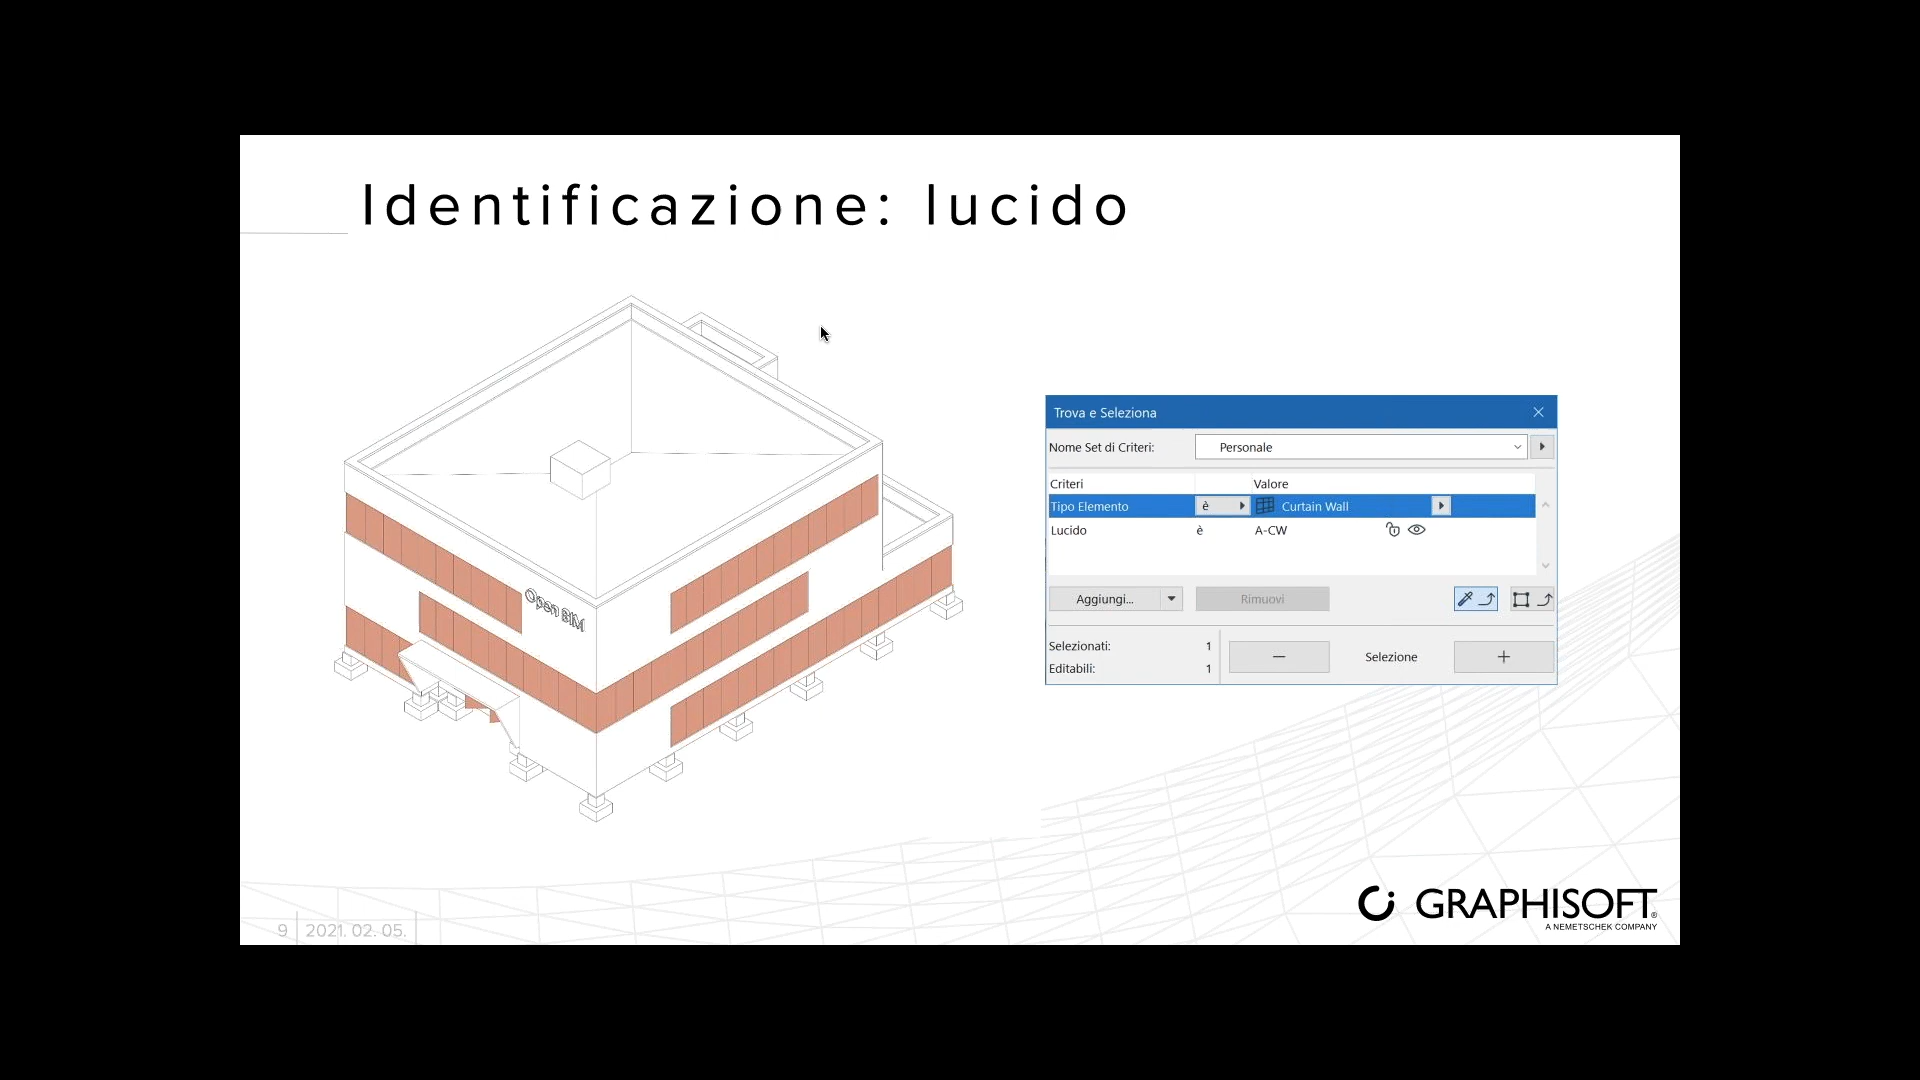 Identificazione: lucido
Open BIM
Trova e Seleziona
Nome Set di Criteri:
Personale
Criteri
Valore
Tipo Elemento
è
Curtain Wall
Lucido
è
A-CW
Aggiungi...
Rimuovi
Selezionati:
1
Editabili:
1
Selezione
GRAPHISOFT®
A NEMETSCHEK COMPANY
9
2021. 02. 05.